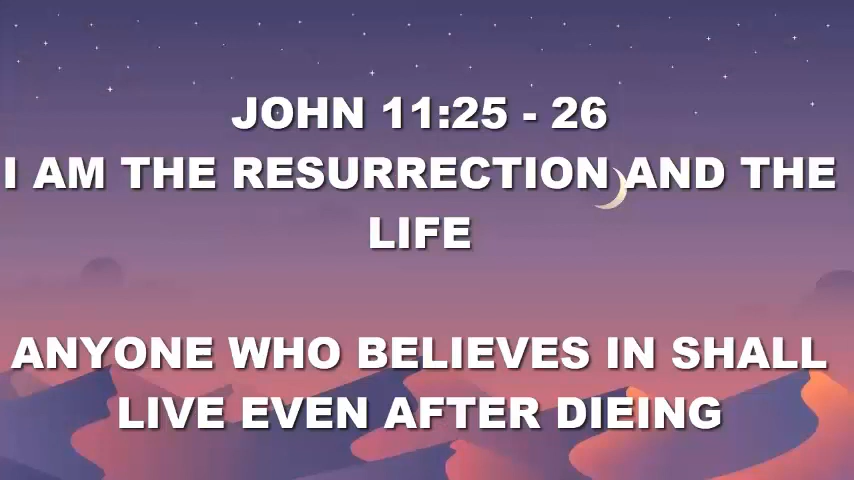 JOHN 11:25 - 26
I AM THE RESURRECTION AND THE
LIFE
ANYONE WHO BELIEVES IN SHALL
LIVE EVEN AFTER DIEING